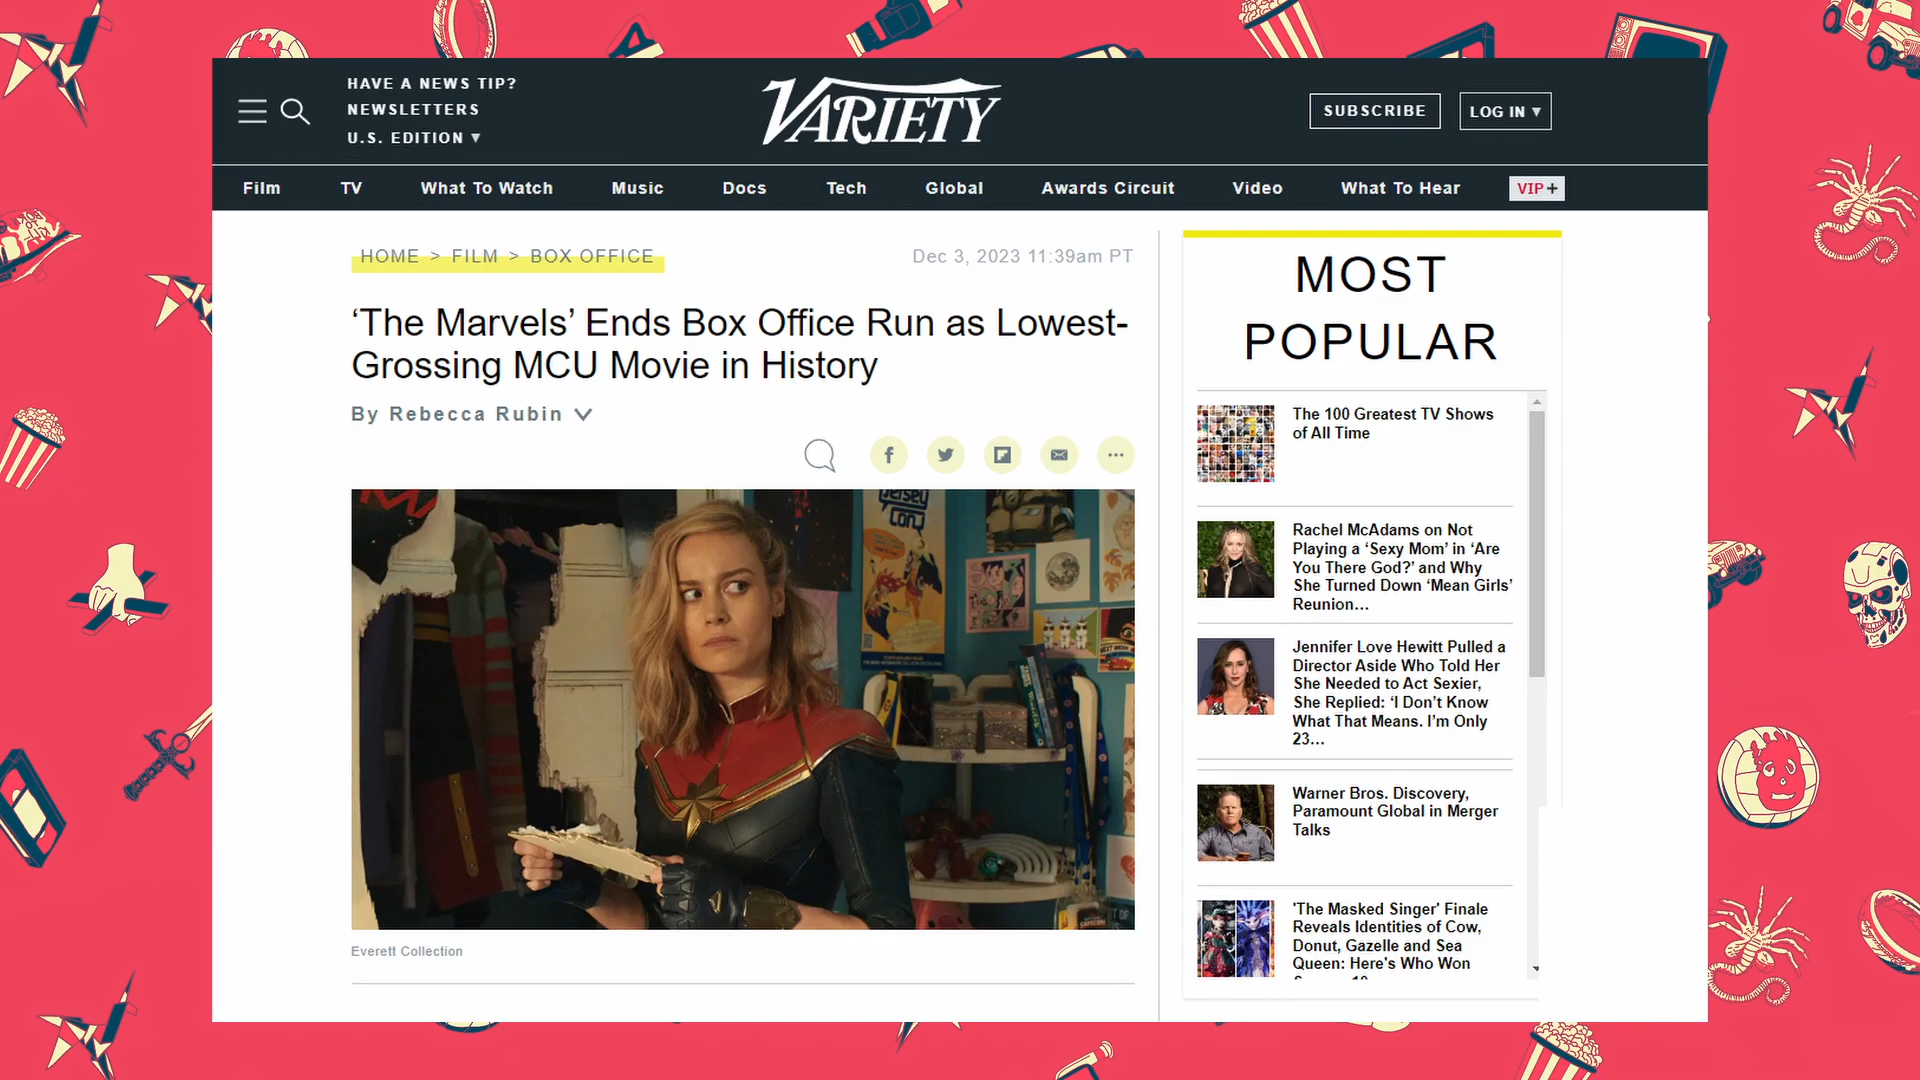 HAVE A NEWS TIP?
NEWSLETTERS
U.S. EDITION ▼
VARIETY
SUBSCRIBE
LOG IN ▼
Film TV What To Watch Music Docs Tech Global Awards Circuit Video What To Hear VIP+
HOME > FILM > BOX OFFICE
Dec 3, 2023 11:39am PT
‘The Marvels’ Ends Box Office Run as Lowest-
Grossing MCU Movie in History
By Rebecca Rubin
Jersey
Con
Everett Collection
MOST
POPULAR
The 100 Greatest TV Shows
of All Time
Rachel McAdams on Not
Playing a ‘Sexy Mom’ in ‘Are
You There God?’ and Why
She Turned Down ‘Mean Girls’
Reunion…
Jennifer Love Hewitt Pulled a
Director Aside Who Told Her
She Needed to Act Sexier,
She Replied: ‘I Don’t Know
What That Means. I’m Only
23…
Warner Bros. Discovery,
Paramount Global in Merger
Talks
'The Masked Singer' Finale
Reveals Identities of Cow,
Donut, Gazelle and Sea
Queen: Here's Who Won